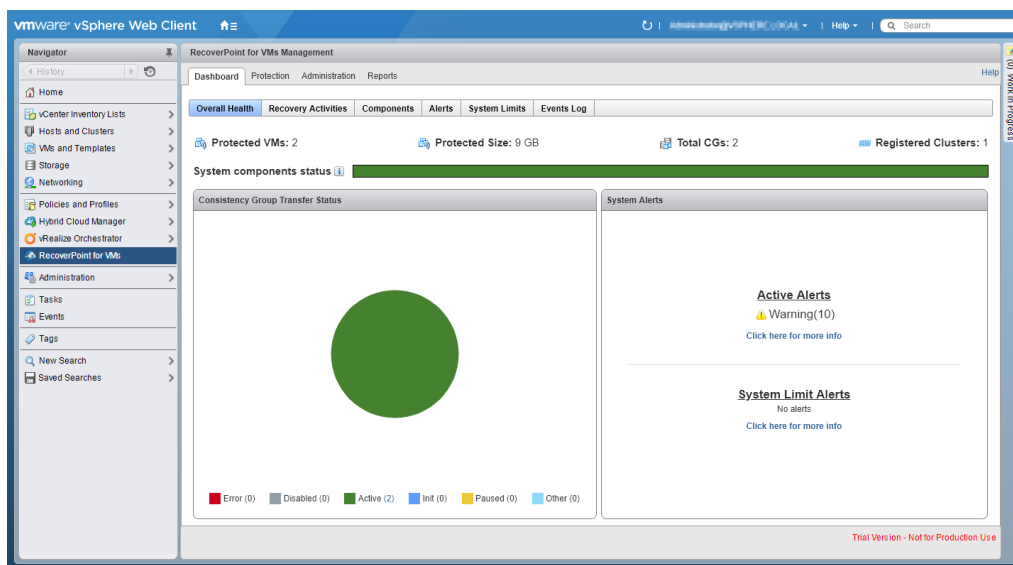 vmware® vSphere Web Client
Help
Search
Navigator
History
Home
vCenter Inventory Lists
Hosts and Clusters
VMs and Templates
Storage
Networking
Policies and Profiles
Hybrid Cloud Manager
vRealize Orchestrator
RecoverPoint for VMs
Administration
Tasks
Events
Tags
New Search
Saved Searches
RecoverPoint for VMs Management
Dashboard Protection Administration Reports
Help
Overall Health Recovery Activities Components Alerts System Limits Events Log
Protected VMs: 2 Protected Size: 9 GB Total CGs: 2 Registered Clusters: 1
System components status
Consistency Group Transfer Status
Error (0) Disabled (0) Active (2) Init (0) Paused (0) Other (0)
System Alerts
Active Alerts
Warning(10)
Click here for more info
System Limit Alerts
No alerts
Click here for more info
Trial Version - Not for Production Use
(0) Work In Progress